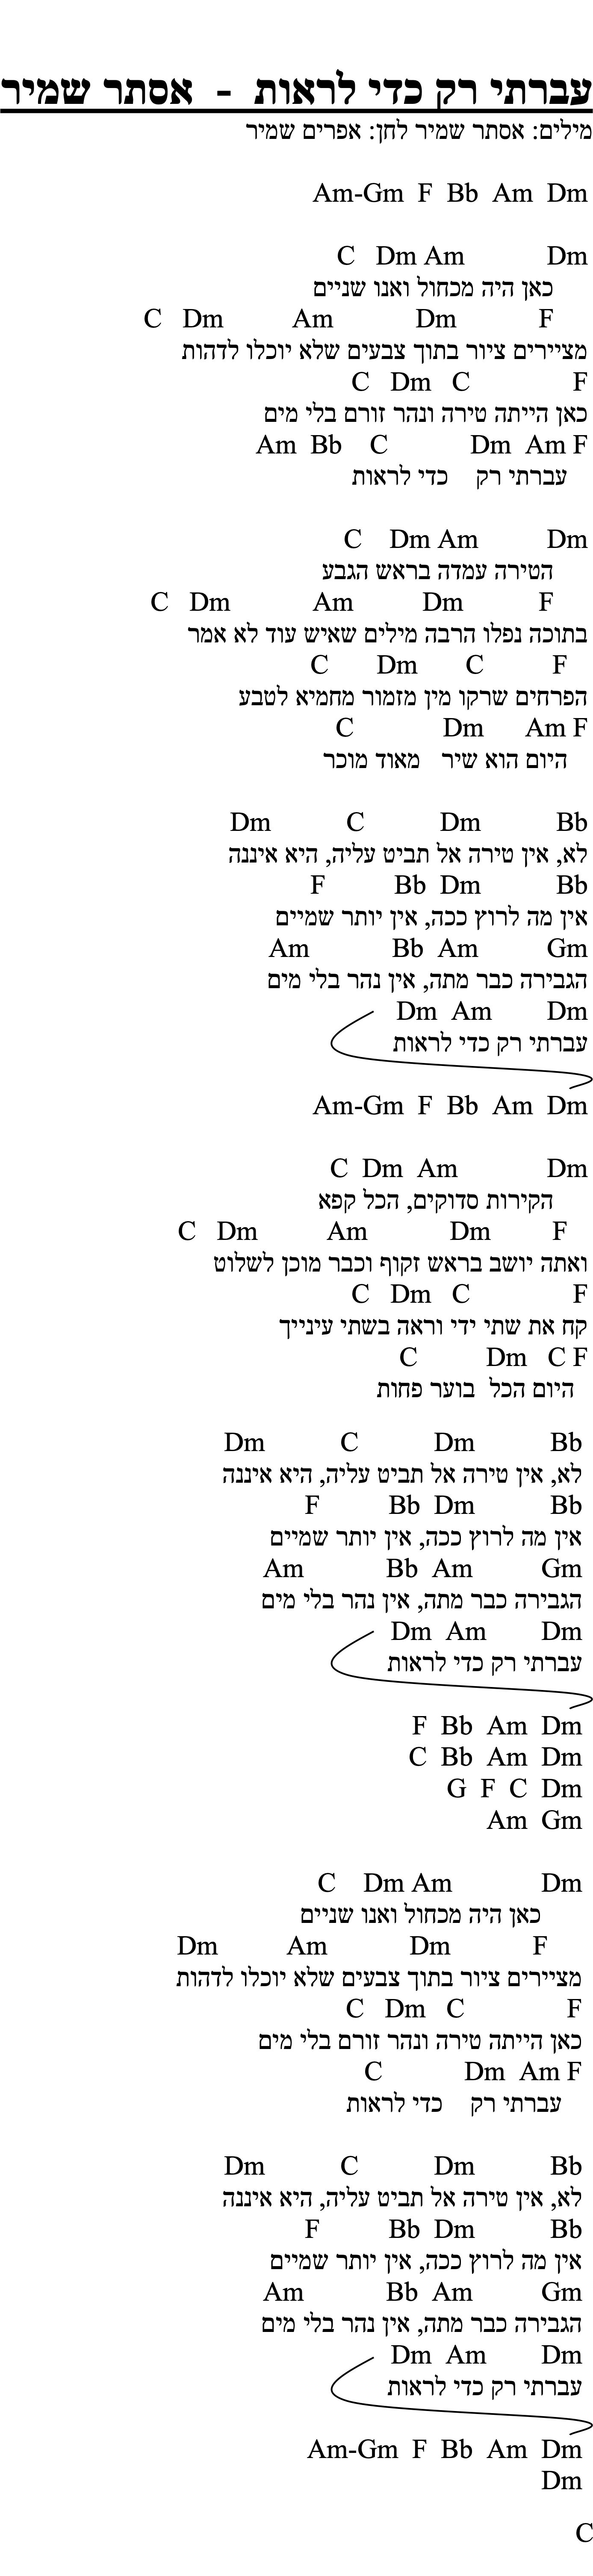 עברתי רק כדי לראות - אסתר שמיר
מילים: אסתר שמיר לחן: אפרים שמיר
Am-Gm F Bb Am Dm
C Dm Am Dm
כאן היה מכחול ואנו שניים
C Dm Am Dm F
מציירים ציור בתוך צבעים שלא יוכלו לדהות
C Dm C F
כאן הייתה טירה ונהר זורם בלי מים
Am Bb C Dm Am F
עברתי רק כדי לראות
C Dm Am Dm
הטירה עמדה בראש הגבע
C Dm Am Dm F
בתוכה נפלו הרבה מילים שאיש עוד לא אמר
C Dm C F
הפרחים שרקו מין מזמור מחמיא לטבע
C Dm Am F
היום הוא שיר מאוד מוכר
Dm C Dm Bb
לא, אין טירה אל תביט עליה, היא איננה
F Bb Dm Bb
אין מה לרוץ ככה, אין יותר שמיים
Am Bb Am Gm
הגבירה כבר מתה, אין נהר בלי מים
Dm Am Dm
עברתי רק כדי לראות
Am-Gm F Bb Am Dm
C Dm Am Dm
הקירות סדוקים, הכל קפא
C Dm Am Dm F
ואתה יושב בראש זקוף וכבר מוכן לשלוט
C Dm C F
קח את שתי ידי וראה בשתי עינייך
C Dm C F
היום הכל בוער פחות
Dm C Dm Bb
לא, אין טירה אל תביט עליה, היא איננה
F Bb Dm Bb
אין מה לרוץ ככה, אין יותר שמיים
Am Bb Am Gm
הגבירה כבר מתה, אין נהר בלי מים
Dm Am Dm
עברתי רק כדי לראות
F Bb Am Dm
C Bb Am Dm
G F C Dm
Am Gm
C Dm Am Dm
כאן היה מכחול ואנו שניים
Dm Am Dm F
מציירים ציור בתוך צבעים שלא יוכלו לדהות
C Dm C F
כאן הייתה טירה ונהר זורם בלי מים
C Dm Am F
עברתי רק כדי לראות
Dm C Dm Bb
לא, אין טירה אל תביט עליה, היא איננה
F Bb Dm Bb
אין מה לרוץ ככה, אין יותר שמיים
Am Bb Am Gm
הגבירה כבר מתה, אין נהר בלי מים
Dm Am Dm
עברתי רק כדי לראות
Am-Gm F Bb Am Dm
Dm
C